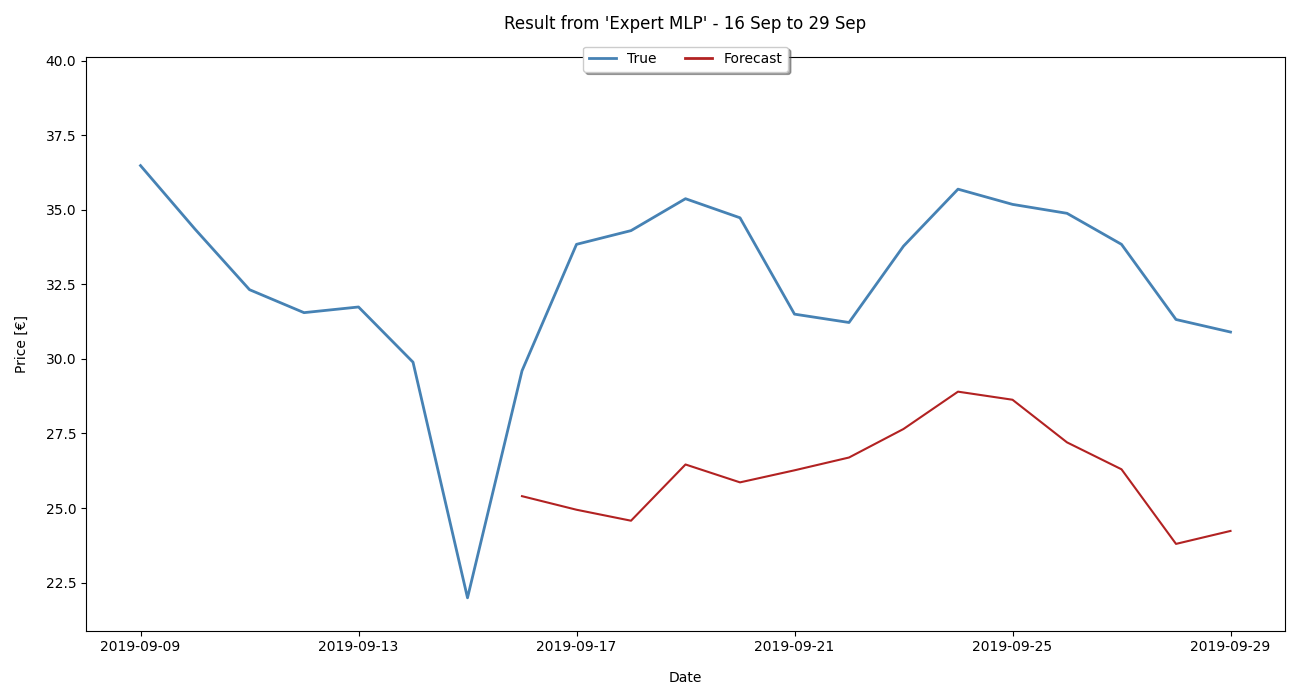 Result from 'Expert MLP' - 16 Sep to 29 Sep
True Forecast
40.0
37.5
35.0
32.5
30.0
27.5
25.0
22.5
Price [€]
2019-09-09 2019-09-13 2019-09-17 2019-09-21 2019-09-25 2019-09-29
Date